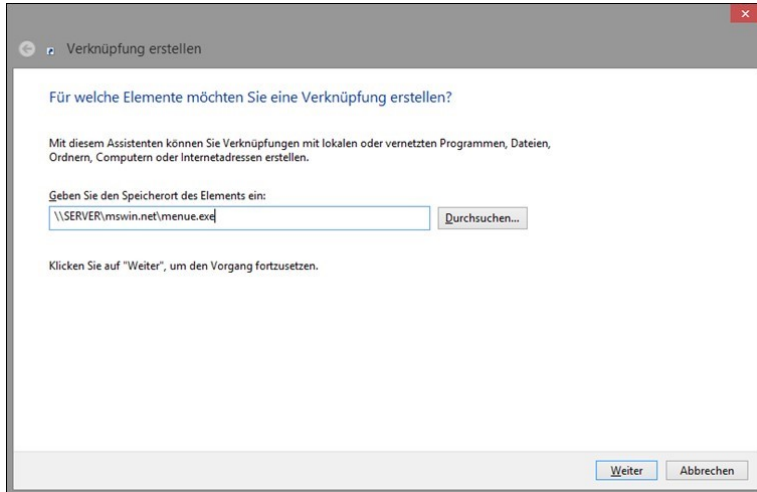 Verknüpfung erstellen
Für welche Elemente möchten Sie eine Verknüpfung erstellen?
Mit diesem Assistenten können Sie Verknüpfungen mit lokalen oder vernetzten Programmen, Dateien,
Ordnern, Computern oder Internetadressen erstellen.
Geben Sie den Speicherort des Elements ein:
\\SERVER\mswin.net\menue.exe
Durchsuchen...
Klicken Sie auf "Weiter", um den Vorgang fortzusetzen.
Weiter
Abbrechen